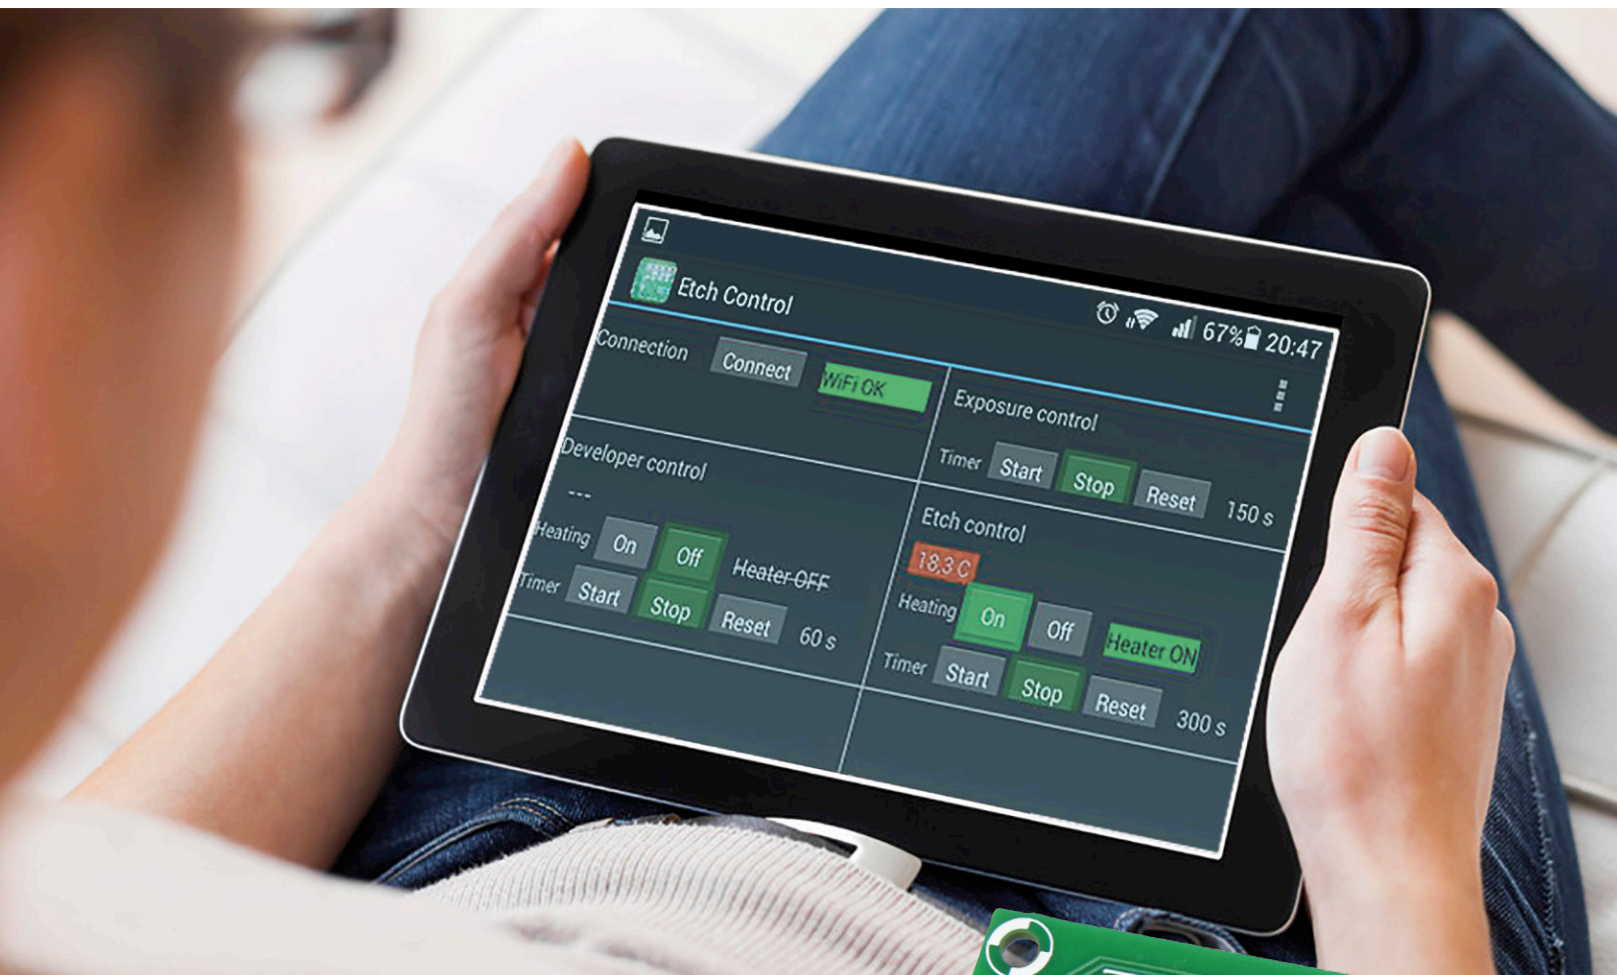 67% 20:47
Etch Control
Connection Connect WiFi OK
Exposure control
Timer Start Stop Reset 150 s
Developer control
---
Heating On Off Heater OFF
Timer Start Stop Reset 60 s
Etch control
18,3 C
Heating On Off Heater ON
Timer Start Stop Reset 300 s